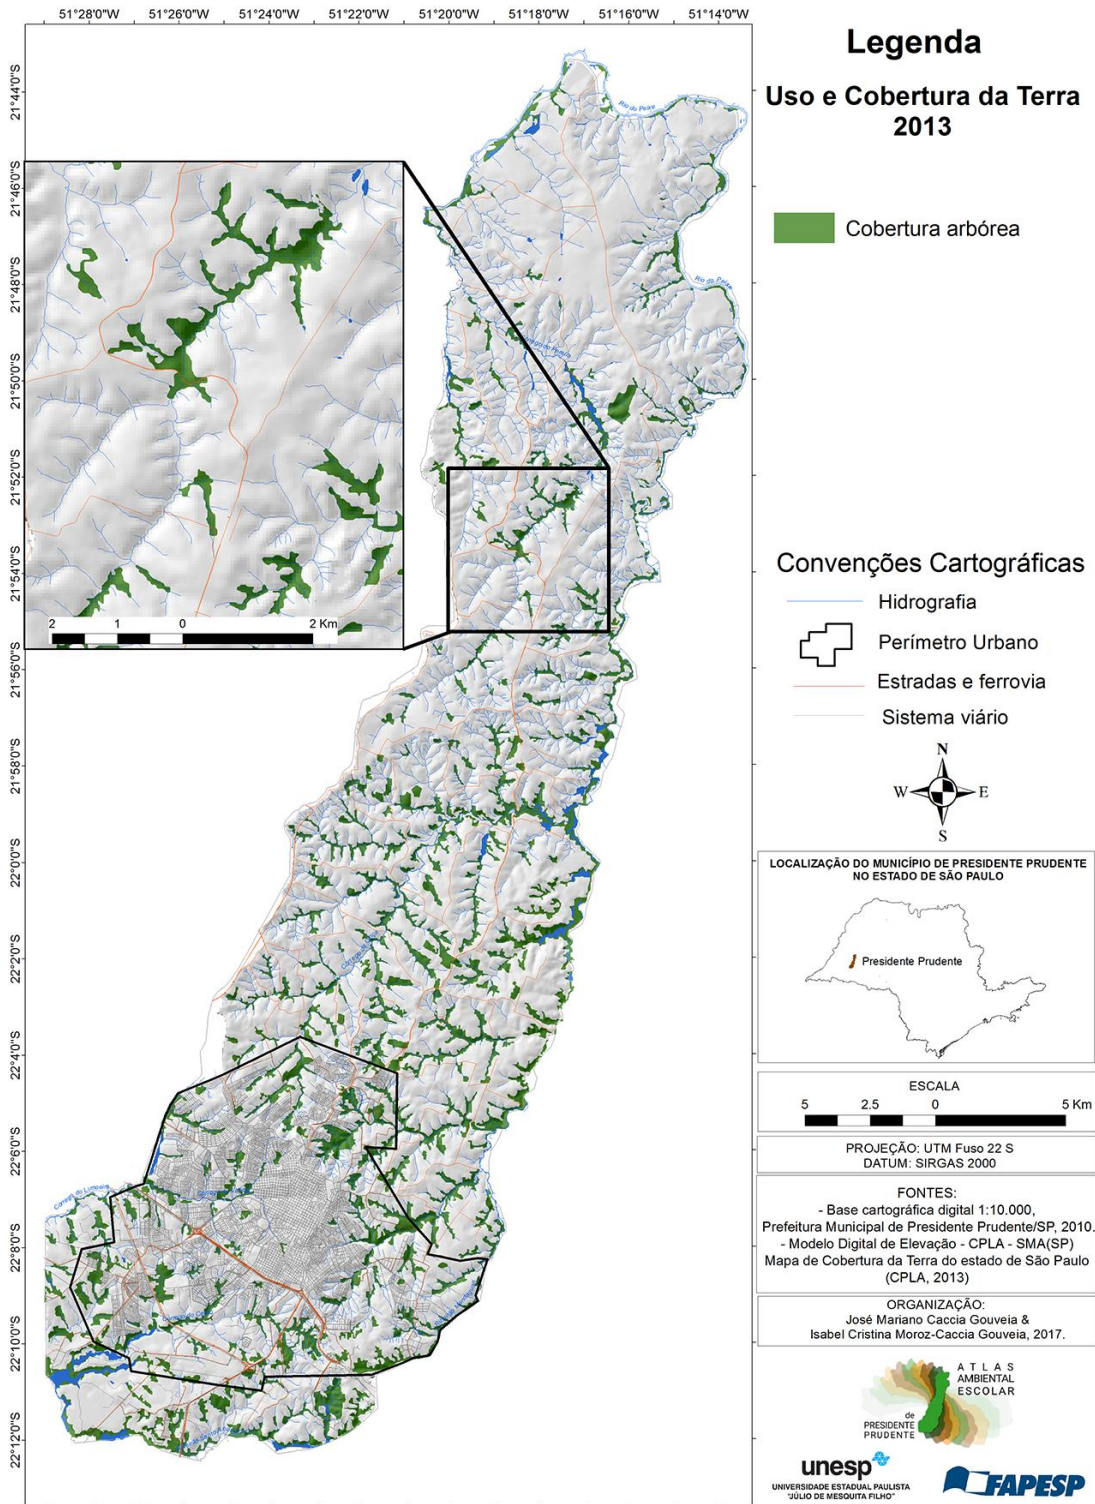 51°28'0"W 51°26'0"W 51°24'0"W 51°22'0"W 51°20'0"W 51°18'0"W 51°16'0"W 51°14'0"W
21°44'0"S
21°46'0"S
21°48'0"S
21°50'0"S
21°52'0"S
21°54'0"S
21°56'0"S
21°58'0"S
22°0'0"S
22°2'0"S
22°4'0"S
22°6'0"S
22°8'0"S
22°10'0"S
22°12'0"S
Rio do Peixe
Rio do Peixe
2 1 0 2 Km
Legenda
Uso e Cobertura da Terra
2013
Cobertura arbórea
Convenções Cartográficas
Hidrografia
Perímetro Urbano
Estradas e ferrovia
Sistema viário
N
W E
S
LOCALIZAÇÃO DO MUNICÍPIO DE PRESIDENTE PRUDENTE
NO ESTADO DE SÃO PAULO
Presidente Prudente
ESCALA
5 2.5 0 5 Km
PROJEÇÃO: UTM Fuso 22 S
DATUM: SIRGAS 2000
FONTES:
- Base cartográfica digital 1:10.000,
Prefeitura Municipal de Presidente Prudente/SP, 2010.
- Modelo Digital de Elevação - CPLA - SMA(SP)
Mapa de Cobertura da Terra do estado de São Paulo
(CPLA, 2013)
ORGANIZAÇÃO:
José Mariano Caccia Gouveia &
Isabel Cristina Moroz-Caccia Gouveia, 2017.
ATLAS
AMBIENTAL
ESCOLAR
de
PRESIDENTE
PRUDENTE
unesp
UNIVERSIDADE ESTADUAL PAULISTA
"JÚLIO DE MESQUITA FILHO"
FAPESP